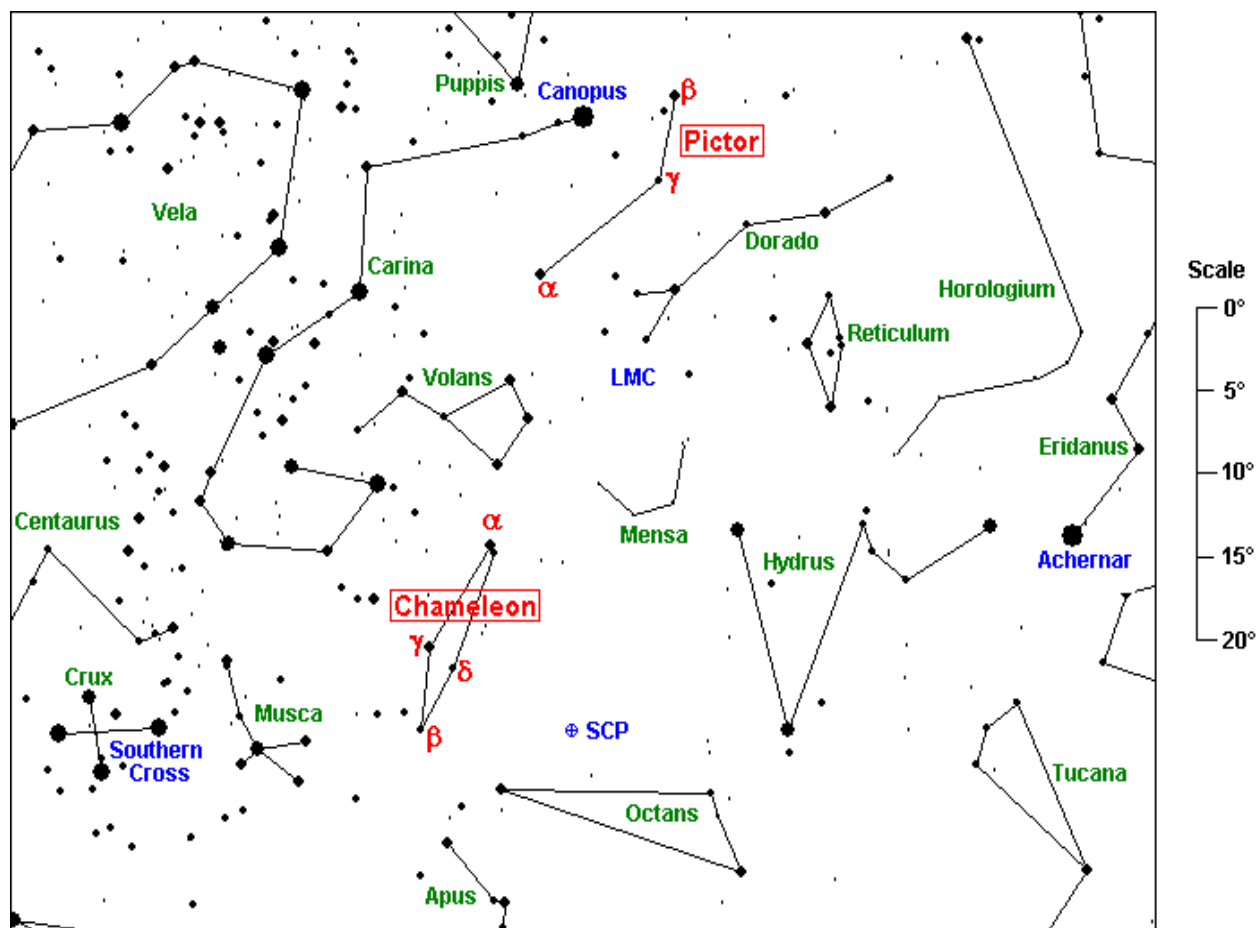 Puppis
Canopus
β
Pictor
γ
Vela
Dorado
Carina
α
Scale
Horologium
0°
Reticulum
Volans
LMC
5°
Eridanus
10°
Centaurus
α
Mensa
Hydrus
Achernar
15°
Chameleon
γ
δ
20°
Crux
Musca
β
SCP
Southern
Cross
Tucana
Octans
Apus